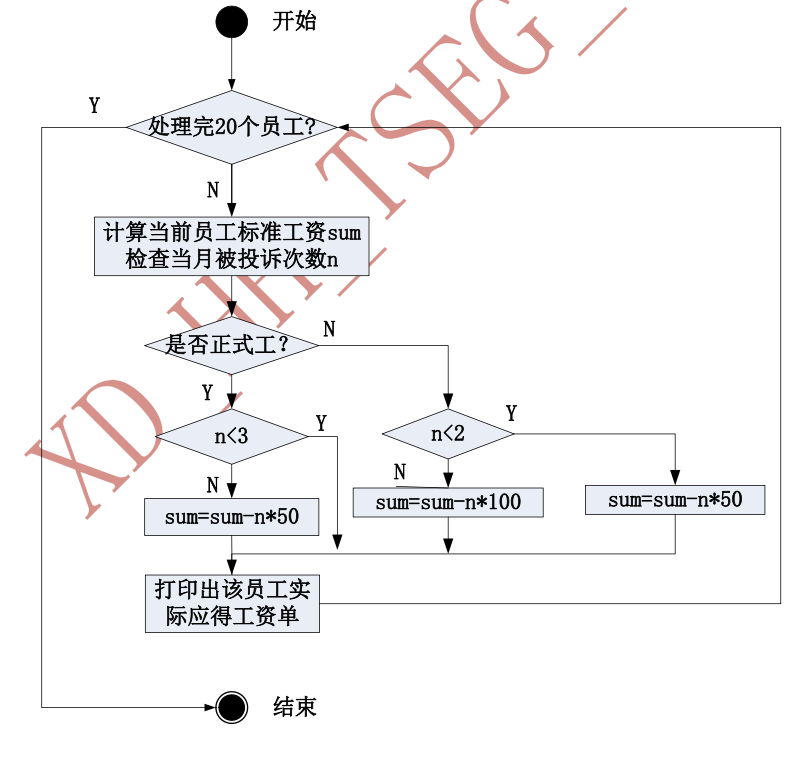 开始
Y
处理完20个员工?
N
计算当前员工标准工资sum
检查当月被投诉次数n
是否正式工?
N
Y
n<3
Y
n<2
Y
N
sum=sum-n*50
N
sum=sum-n*100
sum=sum-n*50
打印出该员工实
际应得工资单
结束